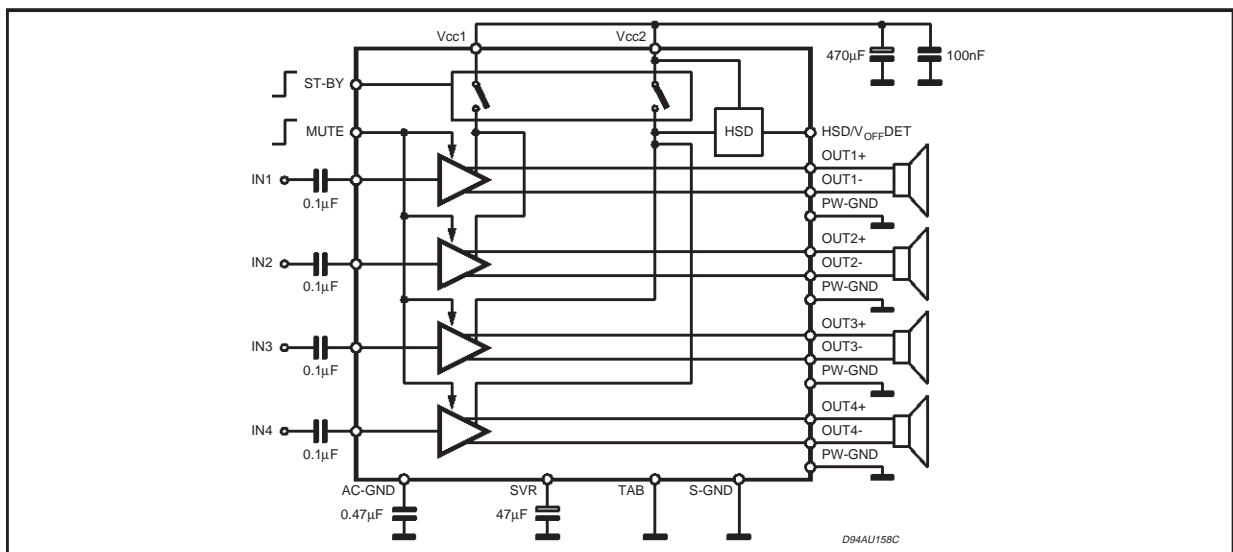 Vcc1
Vcc2
470μF
100nF
ST-BY
MUTE
HSD
HSD/VOFFDET
OUT1+
OUT1-
IN1
0.1μF
PW-GND
OUT2+
OUT2-
IN2
0.1μF
PW-GND
OUT3+
OUT3-
IN3
0.1μF
PW-GND
OUT4+
OUT4-
IN4
0.1μF
PW-GND
AC-GND
SVR
TAB
S-GND
0.47μF
47μF
D94AU158C